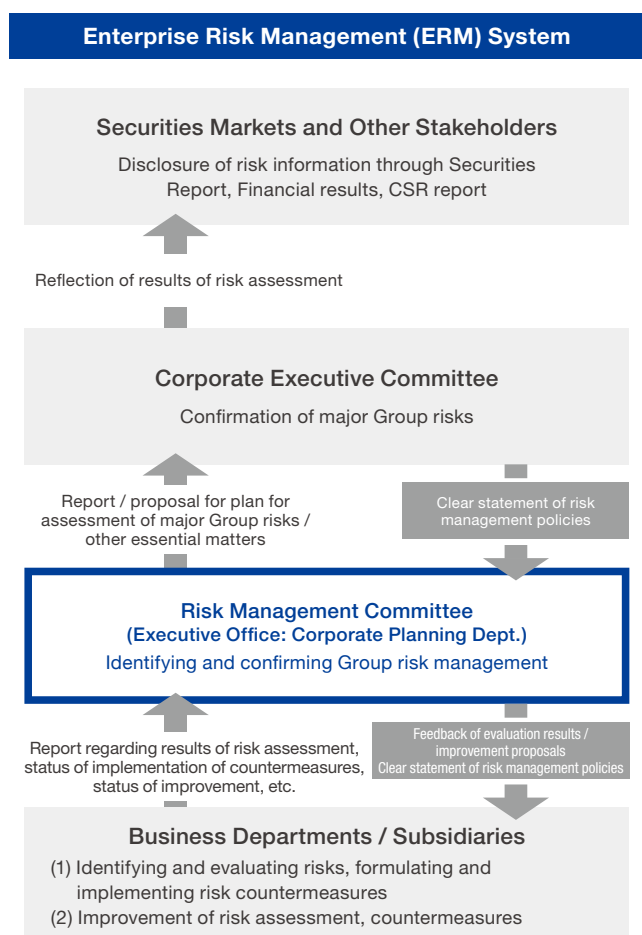 Enterprise Risk Management (ERM) System
Securities Markets and Other Stakeholders
Disclosure of risk information through Securities
Report, Financial results, CSR report
Reflection of results of risk assessment
Corporate Executive Committee
Confirmation of major Group risks
Report / proposal for plan for
assessment of major Group risks /
other essential matters
Clear statement of risk
management policies
Risk Management Committee
(Executive Office: Corporate Planning Dept.)
Identifying and confirming Group risk management
Report regarding results of risk assessment,
status of implementation of countermeasures,
status of improvement, etc.
Feedback of evaluation results /
improvement proposals
Clear statement of risk management policies
Business Departments / Subsidiaries
(1) Identifying and evaluating risks, formulating and
implementing risk countermeasures
(2) Improvement of risk assessment, countermeasures